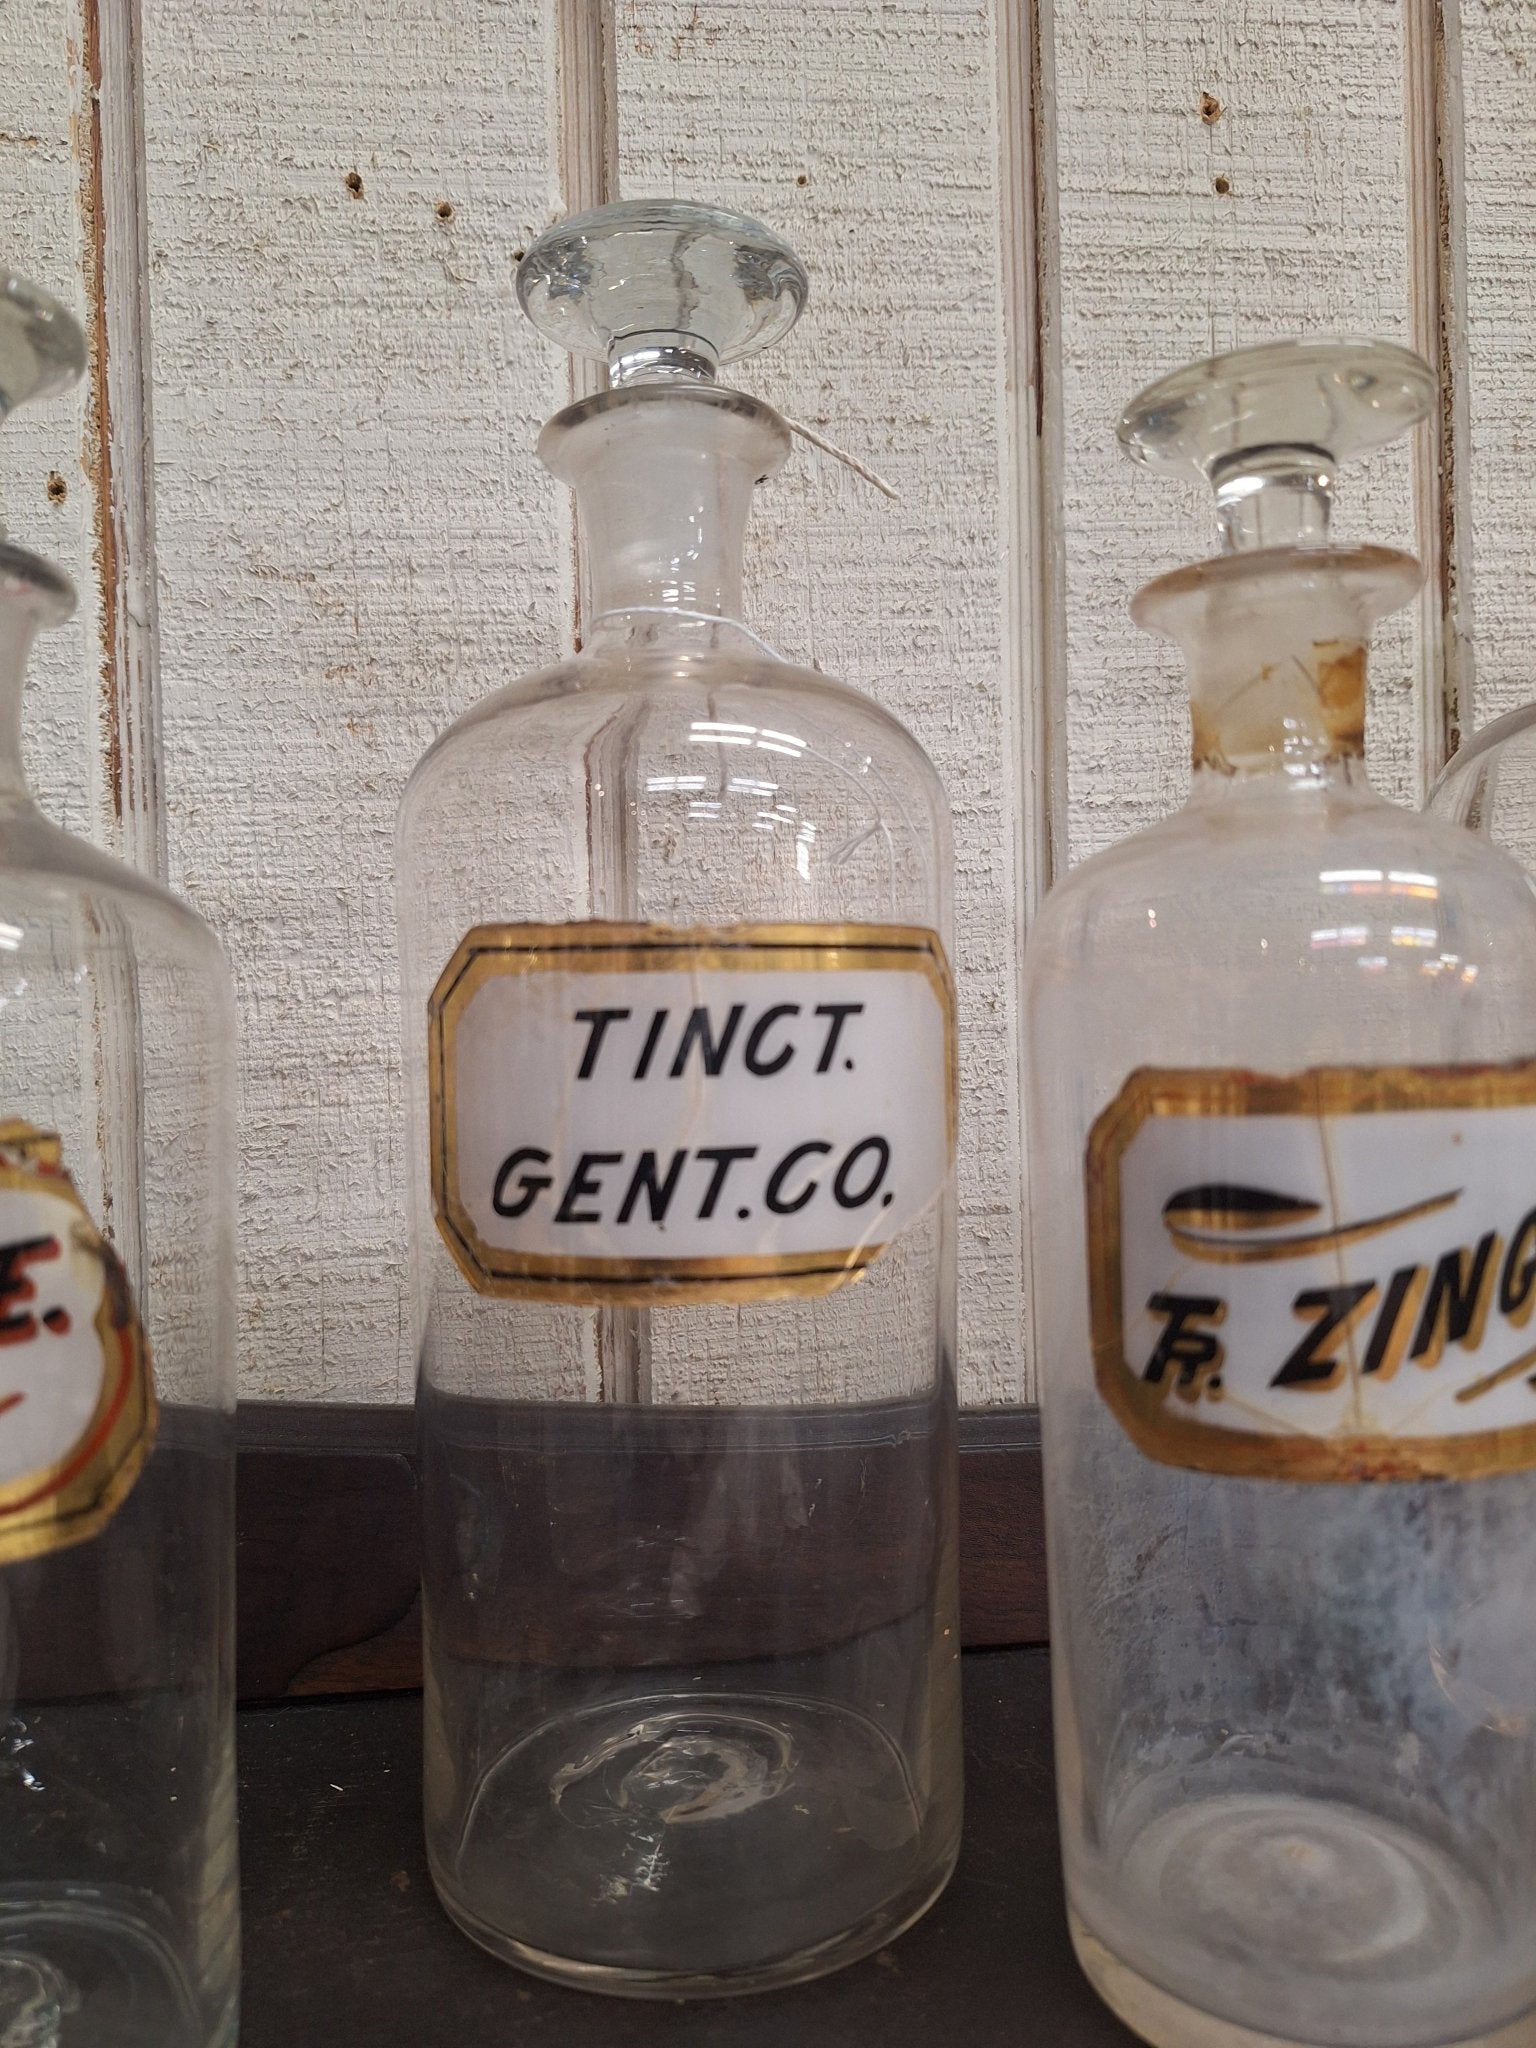 E.
TINCT.
GENT.CO.
TR. ZING